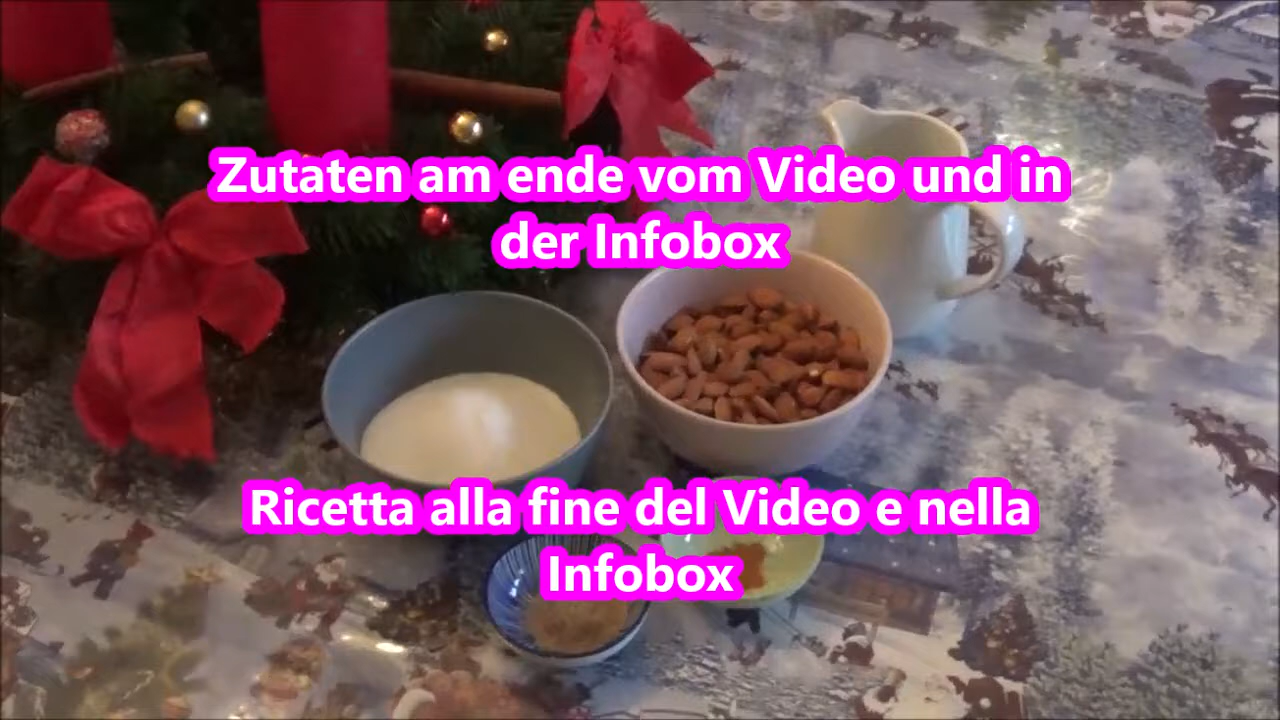 Zutaten am ende vom Video und in
der Infobox
Ricetta alla fine del Video e nella
Infobox